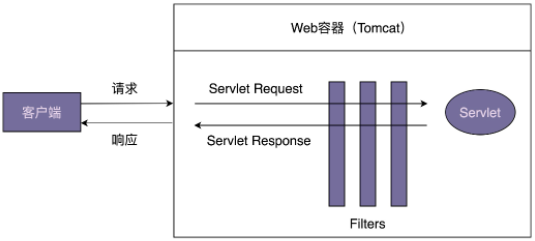 Web容器（Tomcat）
请求
Servlet Request
客户端
Servlet
响应
Servlet Response
Filters